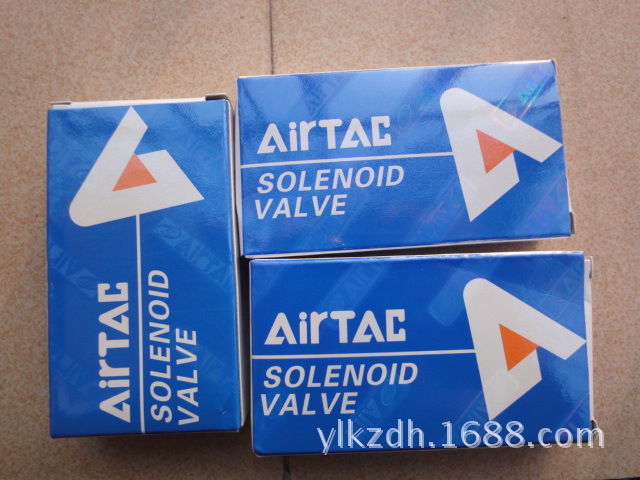 AirTAC
SOLENOID
VALVE
AirTAC
SOLENOID
VALVE
AirTAC
SOLENOID
VALVE
ylkzdh.1688.com